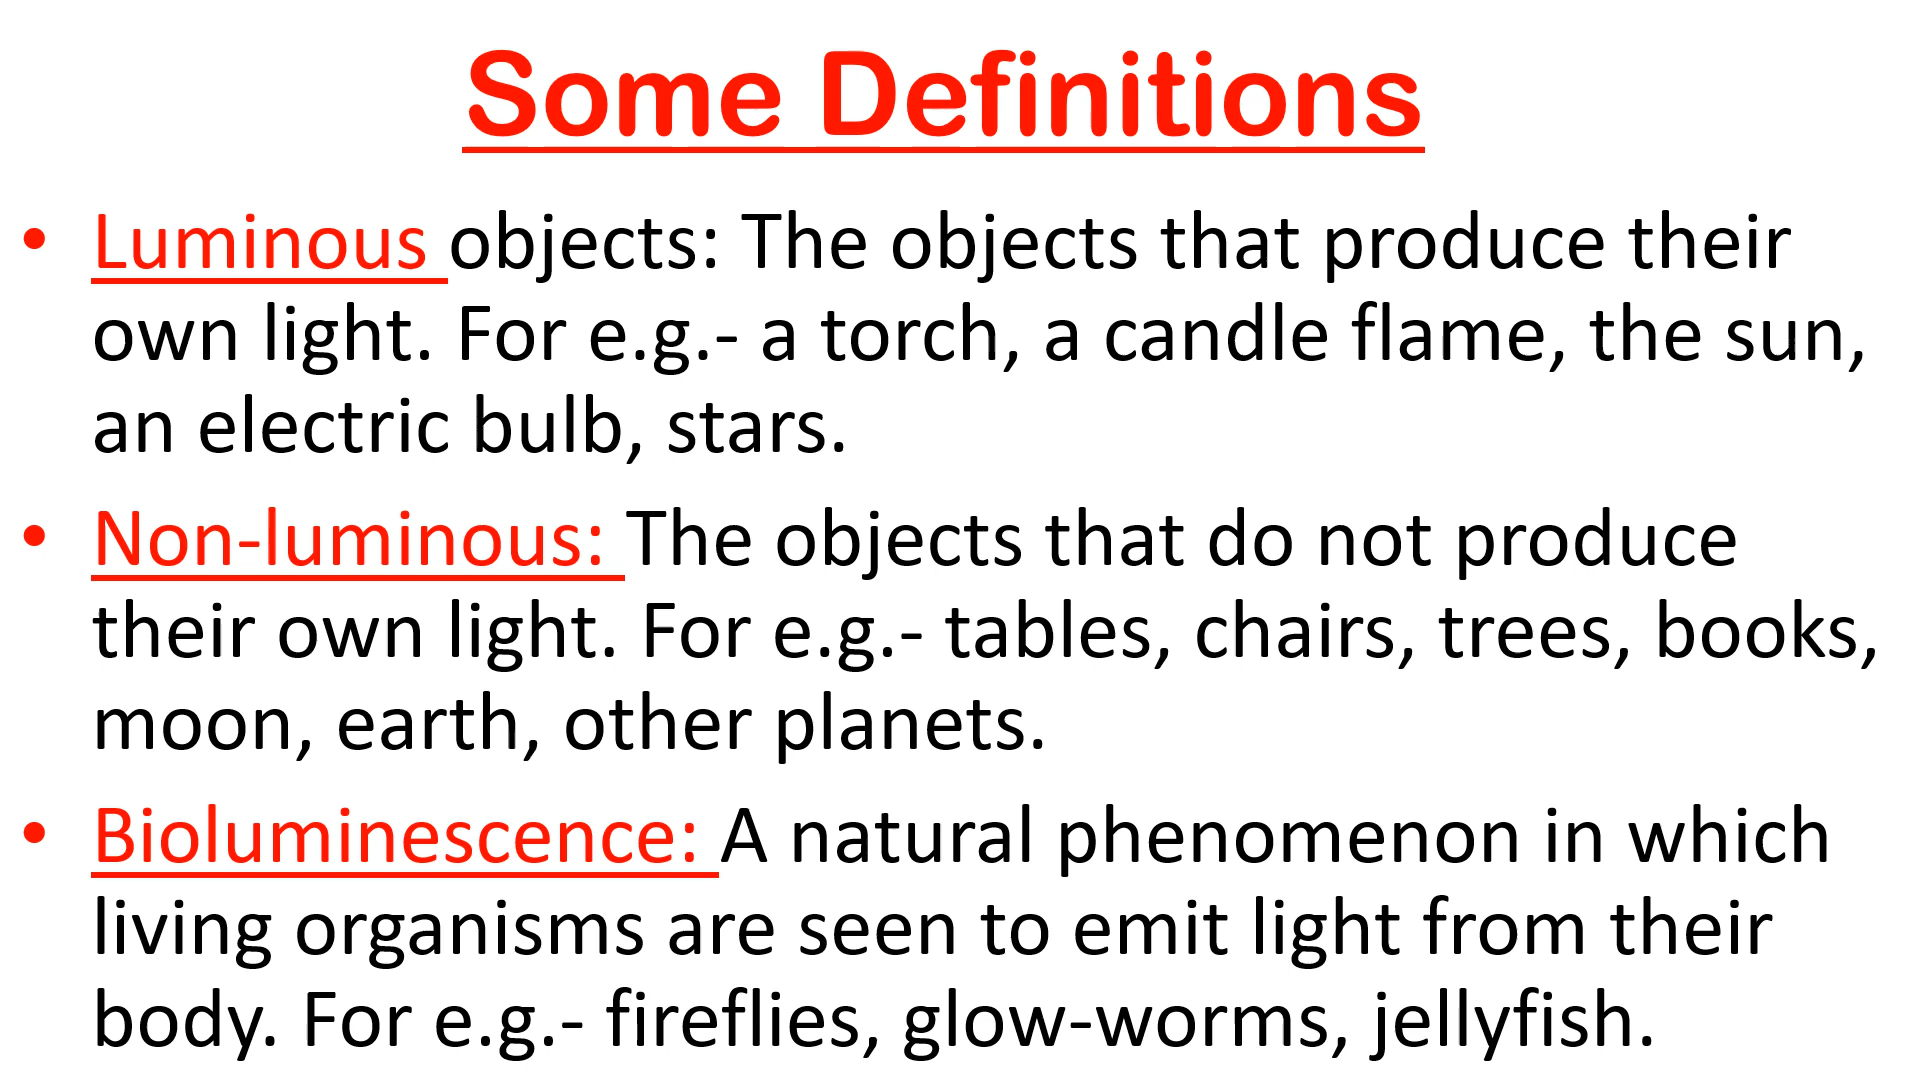 Some Definitions
• Luminous objects: The objects that produce their
own light. For e.g.- a torch, a candle flame, the sun,
an electric bulb, stars.
• Non-luminous: The objects that do not produce
their own light. For e.g.- tables, chairs, trees, books,
moon, earth, other planets.
• Bioluminescence: A natural phenomenon in which
living organisms are seen to emit light from their
body. For e.g.- fireflies, glow-worms, jellyfish.